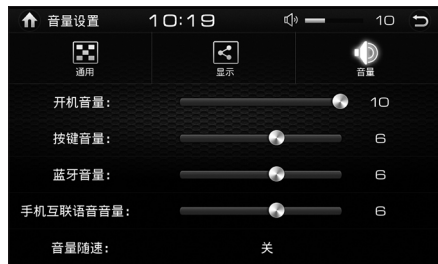 音量设置 10:19 10
通用 显示 音量
开机音量： 10
按键音量： 6
蓝牙音量： 6
手机互联语音音量： 6
音量随速： 关